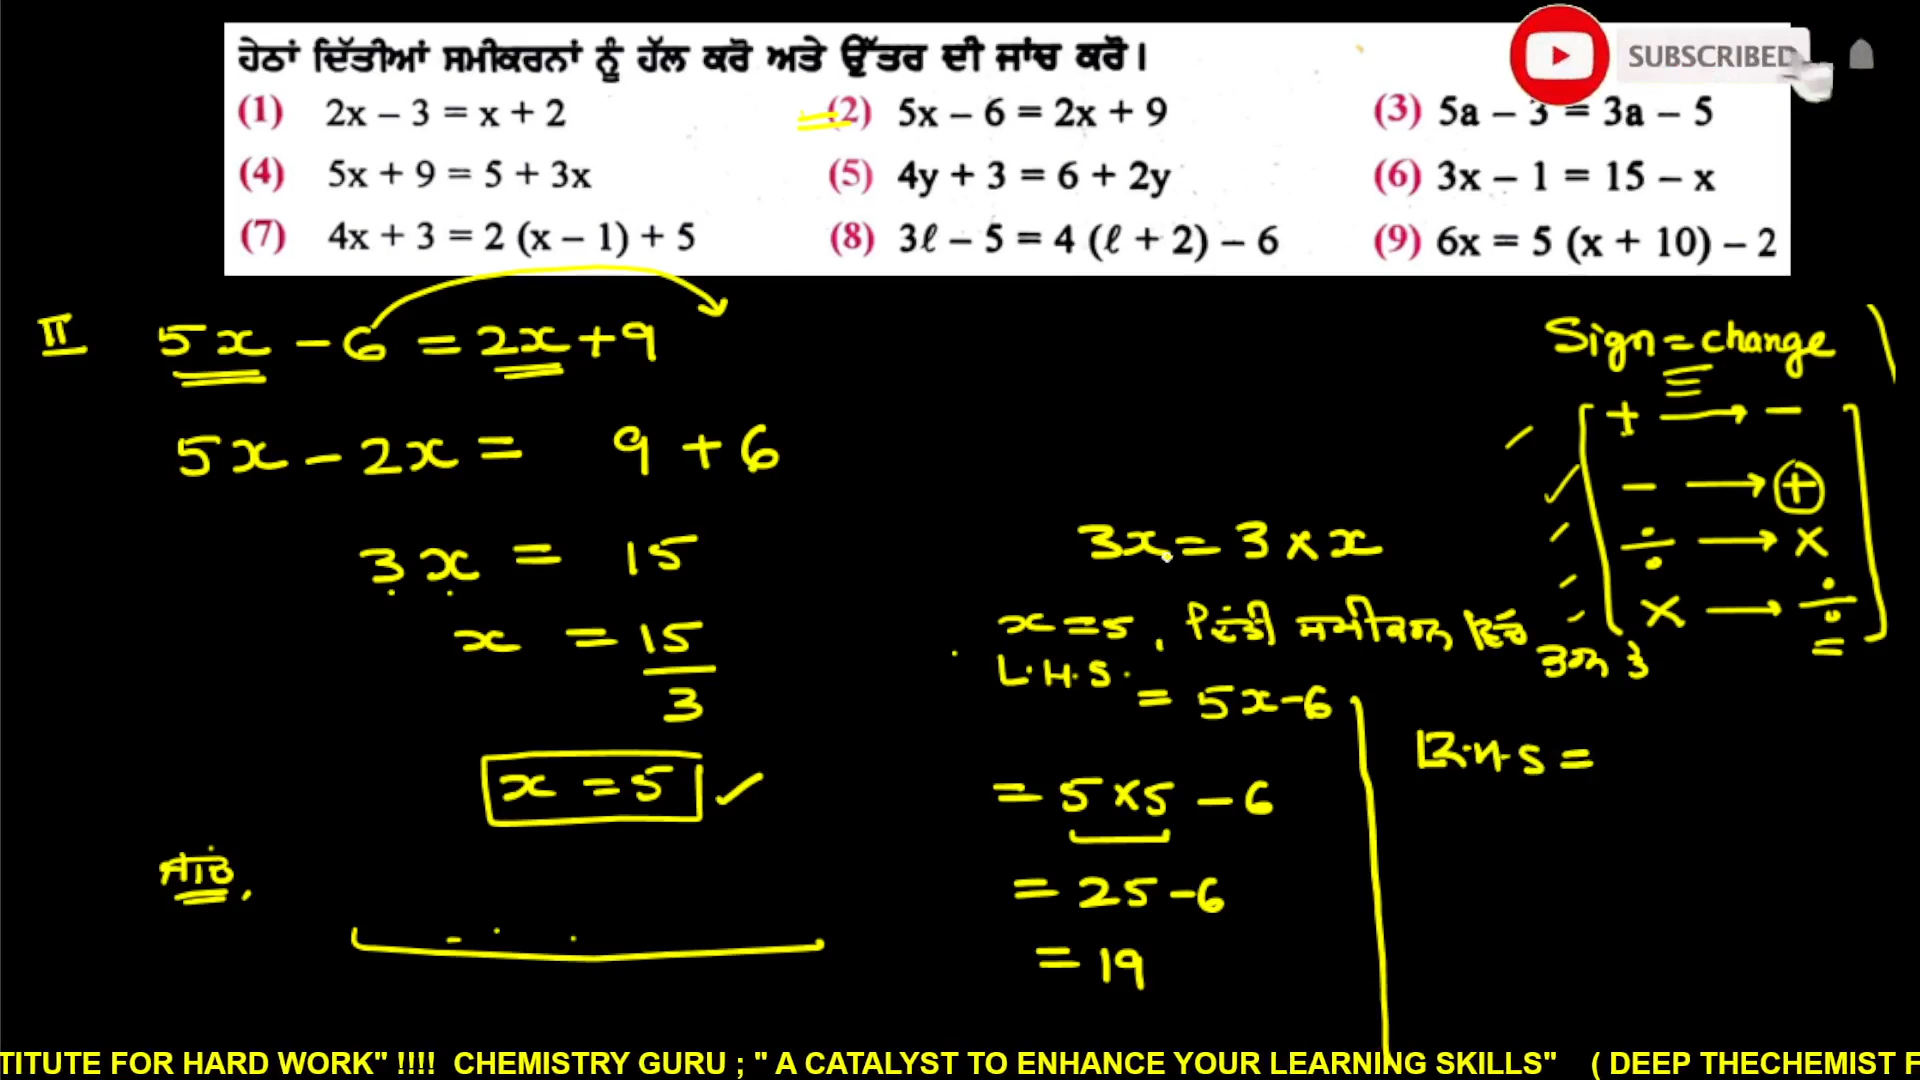 ਹੇਠਾਂ ਦਿੱਤੀਆਂ ਸਮੀਕਰਨਾਂ ਨੂੰ ਹੱਲ ਕਰੋ ਅਤੇ ਉੱਤਰ ਦੀ ਜਾਂਚ ਕਰੋ।
SUBSCRIBED
(1) 2x – 3 = x + 2 (2) 5x – 6 = 2x + 9 (3) 5a – 3 = 3a – 5
(4) 5x + 9 = 5 + 3x (5) 4y + 3 = 6 + 2y (6) 3x – 1 = 15 – x
(7) 4x + 3 = 2 (x – 1) + 5 (8) 3ℓ – 5 = 4 (ℓ + 2) – 6 (9) 6x = 5 (x + 10) – 2
II 5x - 6 = 2x + 9
5x - 2x = 9 + 6
3x = 15
x = 15
3
x = 5 ✓
Sign = change
+ → -
- → +
÷ → ×
× → ÷
3x = 3 × x
x = 5,
L.H.S.
= 5x - 6
= 5 × 5 - 6
= 25 - 6
= 19
R.H.S =
TITUTE FOR HARD WORK" !!!! CHEMISTRY GURU ; " A CATALYST TO ENHANCE YOUR LEARNING SKILLS" ( DEEP THECHEMIST F